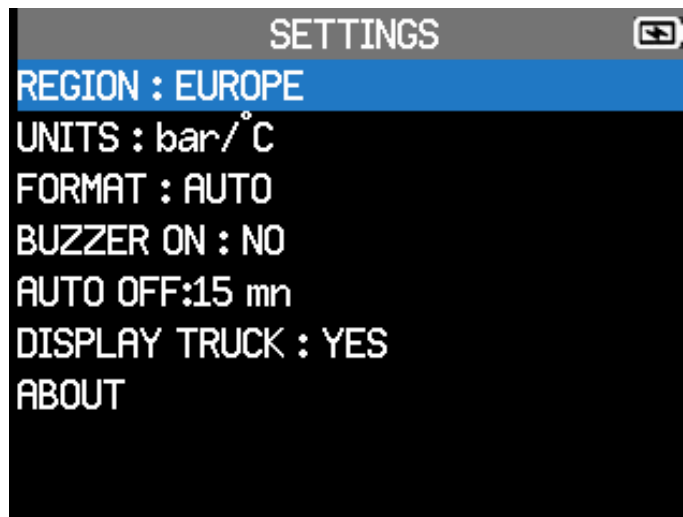 SETTINGS
REGION : EUROPE
UNITS : bar/°C
FORMAT : AUTO
BUZZER ON : NO
AUTO OFF:15 mn
DISPLAY TRUCK : YES
ABOUT